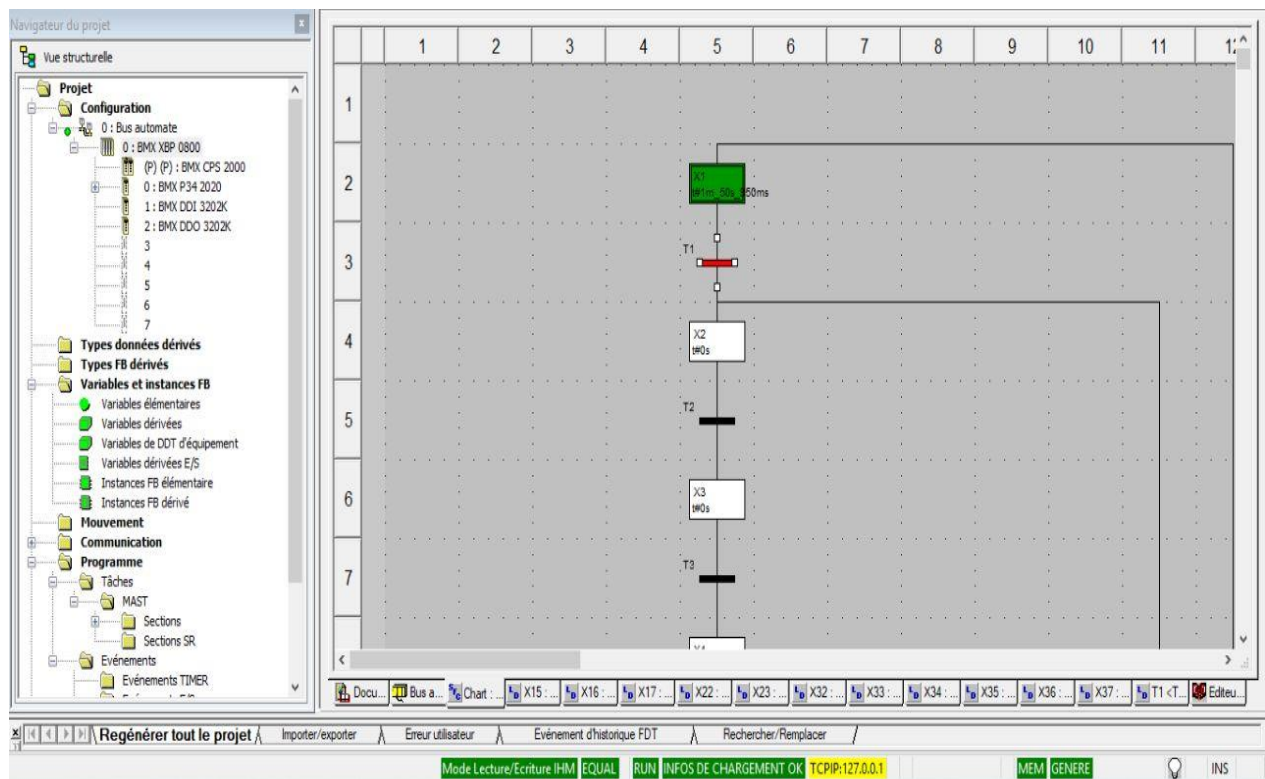 Navigateur du projet
Vue structurelle
Projet
Configuration
0 : Bus automate
0 : BMX XBP 0800
(P) (P) : BMX CPS 2000
0 : BMX P34 2020
1 : BMX DDI 3202K
2 : BMX DDO 3202K
3
4
5
6
7
Types données dérivés
Types FB dérivés
Variables et instances FB
Variables élémentaires
Variables dérivées
Variables de DDT d'équipement
Variables dérivées E/S
Instances FB élémentaire
Instances FB dérivé
Mouvement
Communication
Programme
Tâches
MAST
Sections
Sections SR
Evénements
Evénements TIMER
1 2 3 4 5 6 7 8 9 10 11
1
2
X1
t#1m_50s_950ms
3
T1
4
X2
t#0s
5
T2
6
X3
t#0s
7
T3
Docu... Bus a... Chart : ... X15 : ... X16 : ... X17 : ... X22 : ... X23 : ... X32 : ... X33 : ... X34 : ... X35 : ... X36 : ... X37 : ... T1 <T... Editeu...
Regénérer tout le projet Importer/exporter Erreur utilisateur Evénement d'historique FDT Rechercher/Remplacer
Mode Lecture/Ecriture IHM EQUAL RUN INFOS DE CHARGEMENT OK TCPIP:127.0.0.1 MEM GENERE INS